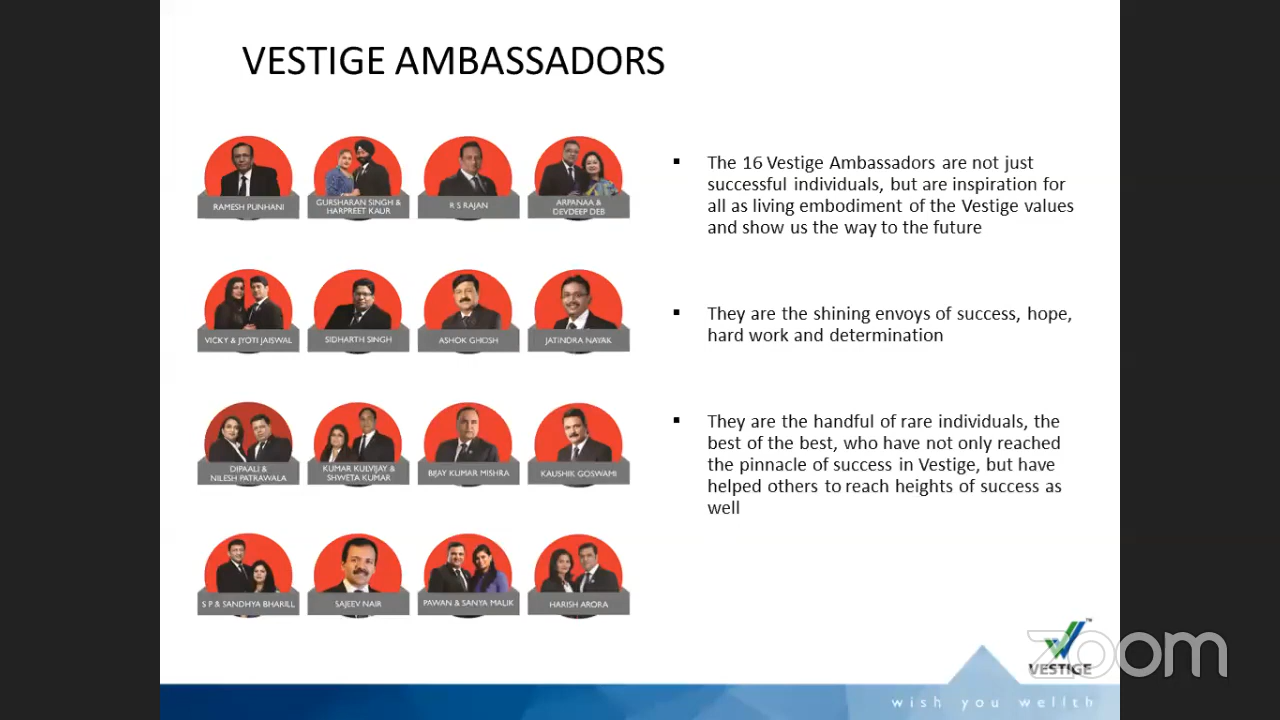 VESTIGE AMBASSADORS
RAMESH PUNHANI
GURSHARAN SINGH &
HARPREET KAUR
R S RAJAN
ARPANAA &
DEVDEEP DEB
VICKY & JYOTI JAISWAL
SIDHARTH SINGH
ASHOK GHOSH
JATINDRA NAYAK
DIPAALI &
NILESH PATRAWALA
KUMAR KULVIJAY &
SHWETA KUMAR
BIJAY KUMAR MISHRA
KAUSHIK GOSWAMI
S P & SANDHYA BHARILL
SAJEEV NAIR
PAWAN & SANYA MALIK
HARISH ARORA
▪ The 16 Vestige Ambassadors are not just
successful individuals, but are inspiration for
all as living embodiment of the Vestige values
and show us the way to the future
▪ They are the shining envoys of success, hope,
hard work and determination
▪ They are the handful of rare individuals, the
best of the best, who have not only reached
the pinnacle of success in Vestige, but have
helped others to reach heights of success as
well
TM
zoom
VESTIGE
wish you wellth